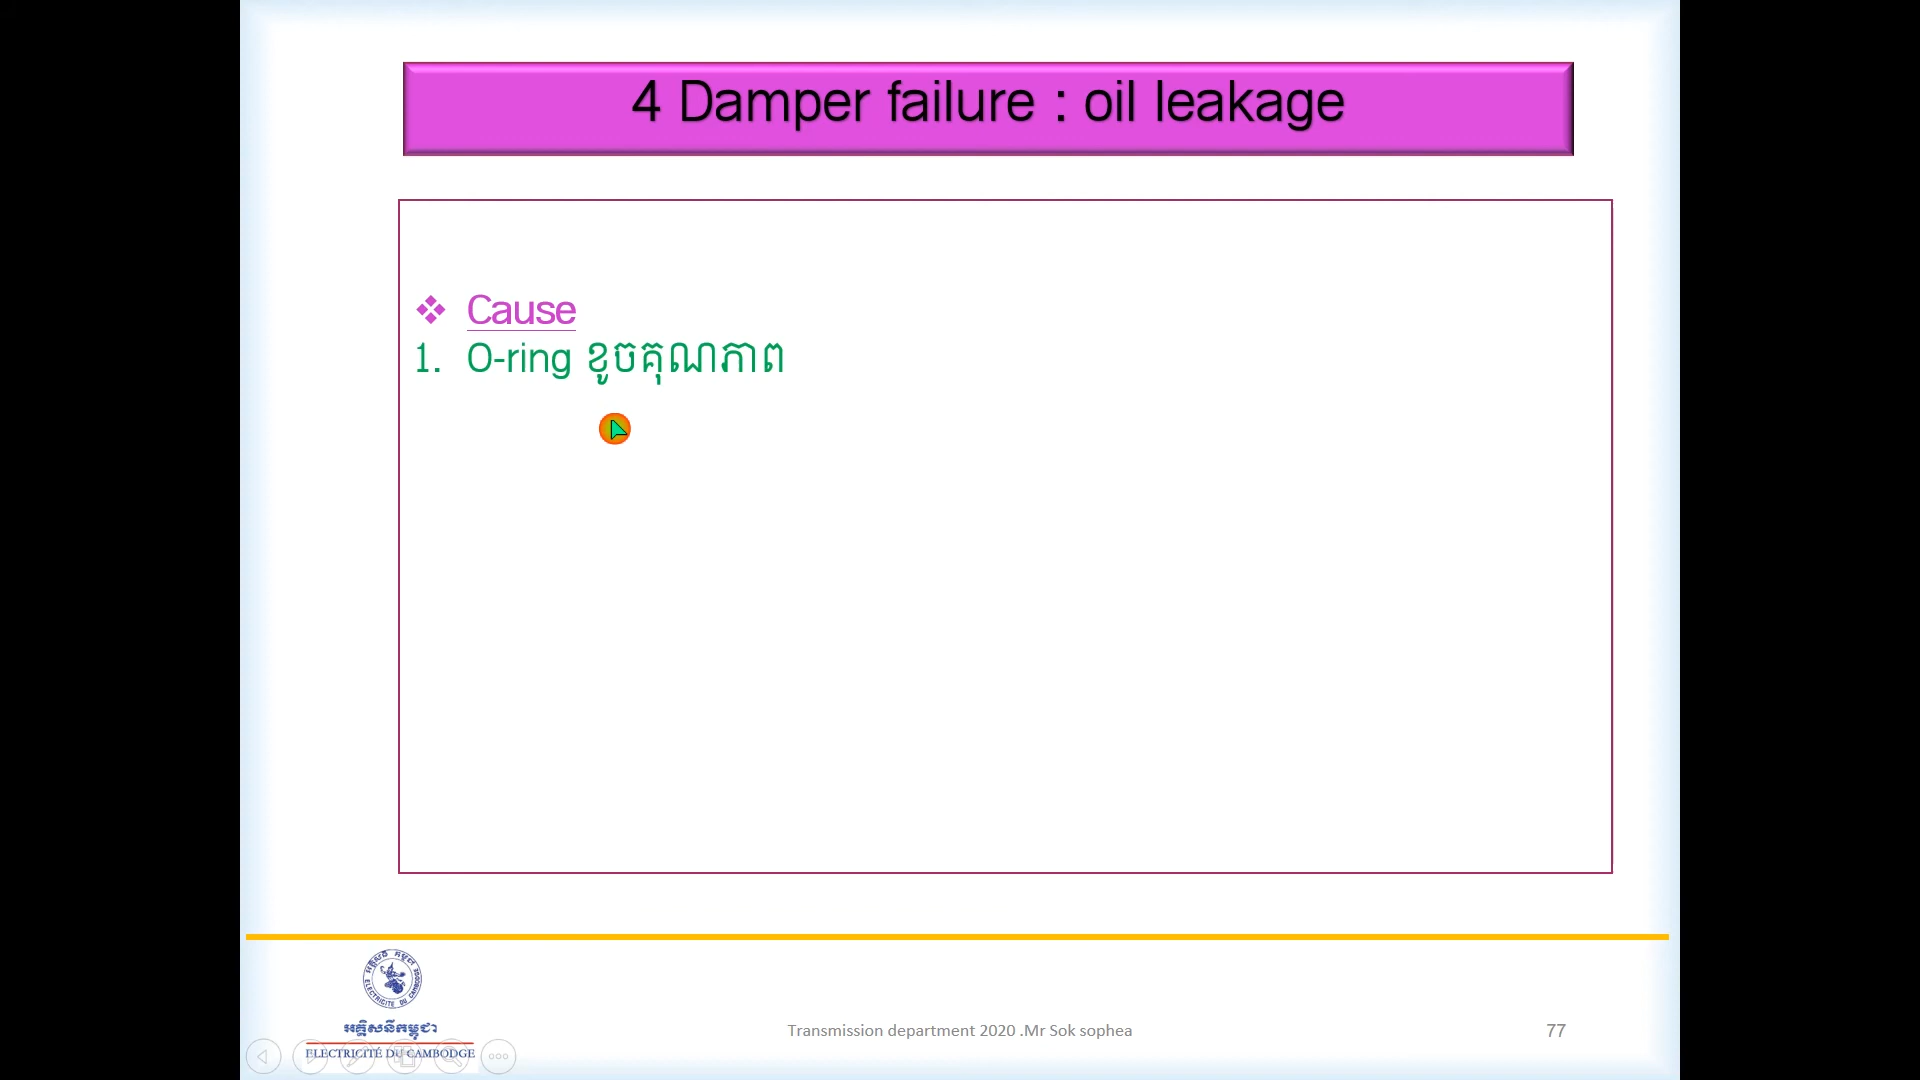 4 Damper failure : oil leakage
❖ Cause
1. O-ring ខូចគុណភាព
អគ្គិសនីកម្ពុជា
ELECTRICITÉ DU CAMBODGE
Transmission department 2020 .Mr Sok sophea
77